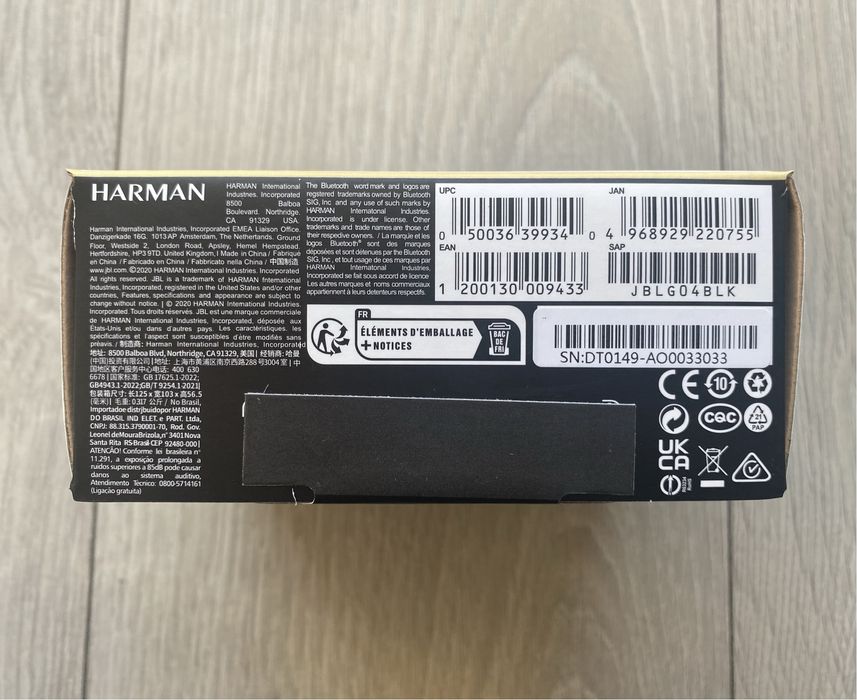 HARMAN
Harman International Industries, Incorporated EMEA Liaison Office.
Danzigerkade 16G, 1013 AP Amsterdam, The Netherlands. Ground
Floor, Westside 2, London Road, Apsley, Hemel Hempstead,
Hertfordshire, HP3 9TD, United Kingdom, | Made in China / Fabriqué
en China / Fabricado en China / Fabbricato nella China / 中国制造
www.jbl.com. ©2020 HARMAN International Industries, Incorporated
All rights reserved. JBL is a trademark of HARMAN International
Industries, Incorporated, registered in the United States and/or other
countries, Features, specifications and appearance are subject to
change without notice. | © 2020 HARMAN International Industries,
Incorporated. Tous droits réservés. JBL est une marque commerciale
de HARMAN International Industries, Incorporated, déposée aux
États-Unis et/ou dans d'autres pays. Les caractéristiques, les
spécifications et l'aspect sont susceptibles d'être modifiés sans
préavis. / 制造商: Harman International Industries, Incorporated
地址: 8500 Balboa Blvd, Northridge, CA 91329, 美国 | 经销商: 哈曼
(中国)投资有限公司 | 地址: 上海市黄浦区南京西路288号3004室 | 中
国地区客户服务中心电话: 400 630
6678 | 国家标准: GB 17625.1-2022;
GB4943.1-2022;GB/T 9254.1-2021|
包装箱尺寸: 长125 x 宽103 x 高56.5
(毫米) | 毛重: 0.317 公斤 / No Brasil,
Importadoe distrjbuidopor HARMAN
DO BRASIL IND ELET. e PART. Ltda,
CNPJ: 88.315.3790001-70, Rod. Gov.
Leonel deMouraBrizola,n° 3401 Nova
Santa Rita RS-Brasil-CEP 92480-000|
ATENCÃO! Conforme lei brasileira n°
11.291, a exposição prolongada a
ruidos superiores a 85dB pode causar
danos ao sistema auditivo,
Atendimento Técnico: 0800-5714161
(Ligação gratuita)
HARMAN International
Industries. Incorporated
8500 Balboa
Boulevard. Northridge.
CA 91329 USA.
The Bluetooth word mark and logos are
registered trademarks owned by Bluetooth
SIG, Inc and any use of such marks by
HARMAN International Industries.
Incorporated is under license. Other
trademarks and trade names are those of
their respective owners. / La marque et les
logos Bluetooth® sont des marques
déposées et sont détenues par the Bluetooth
SIG, Inc., et tout usage de ces marques par
HARMAN International Industries.
Incorporated se fait sous accord de licence
Les autres marques et noms commerciaux
appartiennent à leurs détenteurs respectifs.
UPC
0 50036 39934 0
JAN
4 968929 220755
EAN
1 200130 009433
SAP
JBLGO4BLK
FR
ÉLÉMENTS D'EMBALLAGE
+NOTICES
BAC
DE
TRI
SN:DT0149-AO0033033
CE
10
CQC
21
PAP
UK
CA
RoHS